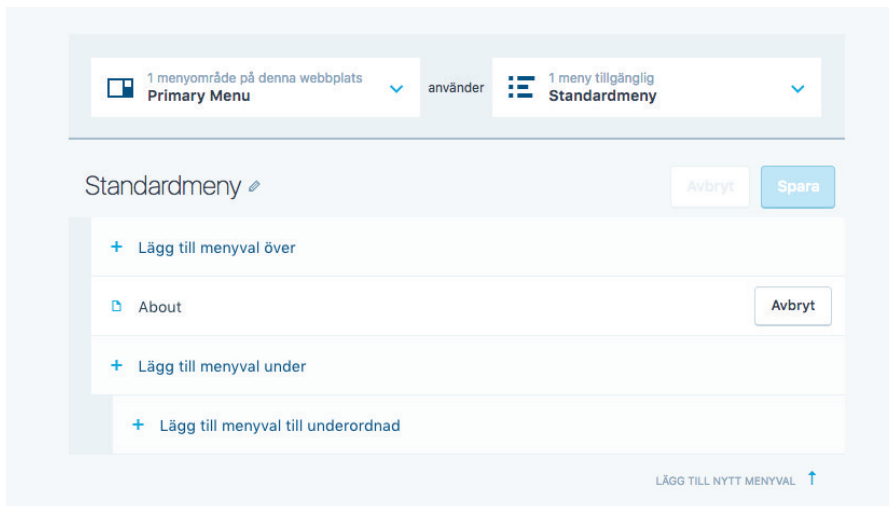 1 menyområde på denna webbplats
Primary Menu
använder
1 meny tillgänglig
Standardmeny
Standardmeny
Avbryt
Spara
+ Lägg till menyval över
About
Avbryt
+ Lägg till menyval under
+ Lägg till menyval till underordnad
LÄGG TILL NYTT MENYVAL